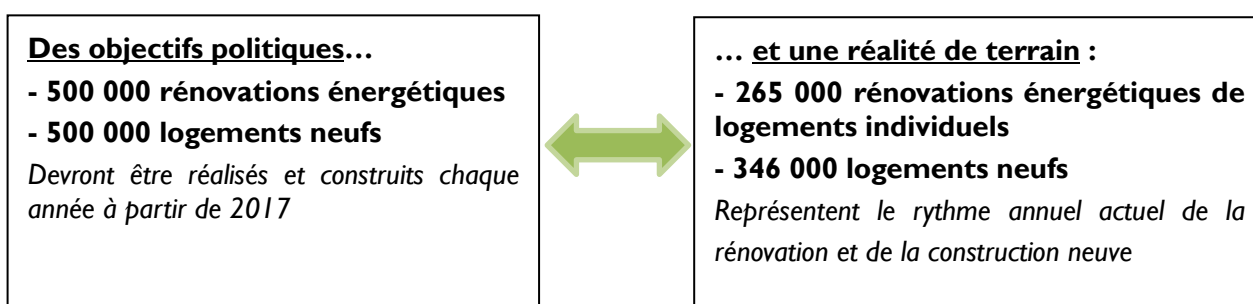 Des objectifs politiques…
- 500 000 rénovations énergétiques
- 500 000 logements neufs
Devront être réalisés et construits chaque
année à partir de 2017
… et une réalité de terrain :
- 265 000 rénovations énergétiques de
logements individuels
- 346 000 logements neufs
Représentent le rythme annuel actuel de la
rénovation et de la construction neuve